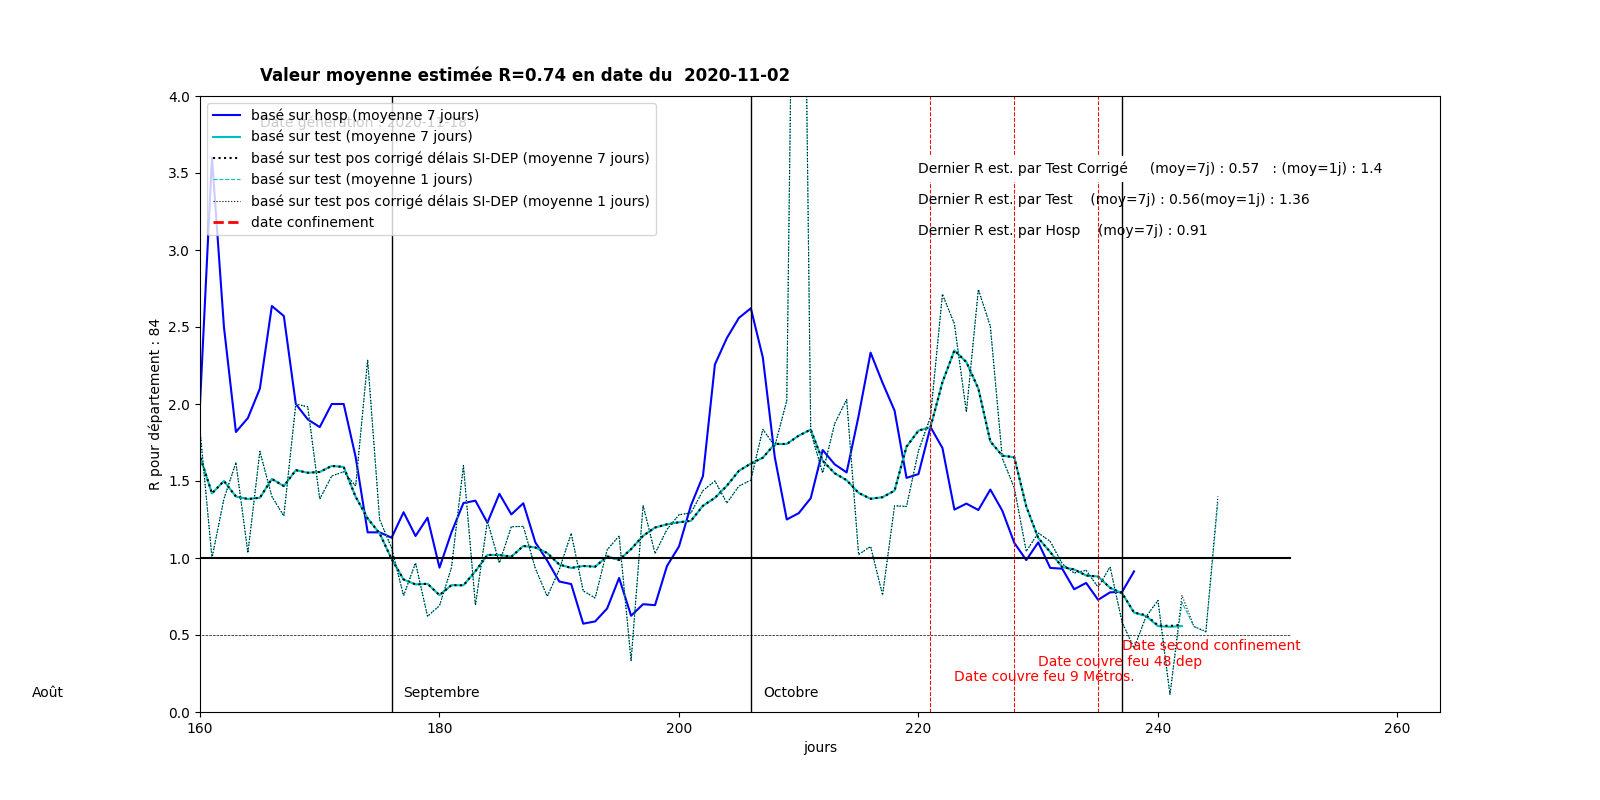 Valeur moyenne estimée R=0.74 en date du  2020-11-02
4.0
3.5
3.0
2.5
2.0
1.5
1.0
0.5
0.0
R pour département : 84
basé sur hosp (moyenne 7 jours)
Date génération : 2020-11-18
basé sur test (moyenne 7 jours)
basé sur test pos corrigé délais SI-DEP (moyenne 7 jours)
basé sur test (moyenne 1 jours)
basé sur test pos corrigé délais SI-DEP (moyenne 1 jours)
date confinement
Dernier R est. par Test Corrigé     (moy=7j) : 0.57   : (moy=1j) : 1.4
Dernier R est. par Test    (moy=7j) : 0.56(moy=1j) : 1.36
Dernier R est. par Hosp    (moy=7j) : 0.91
Date second confinement
Date couvre feu 48 dep
Date couvre feu 9 Métros.
Août
Septembre
Octobre
160
180
200
220
240
260
jours